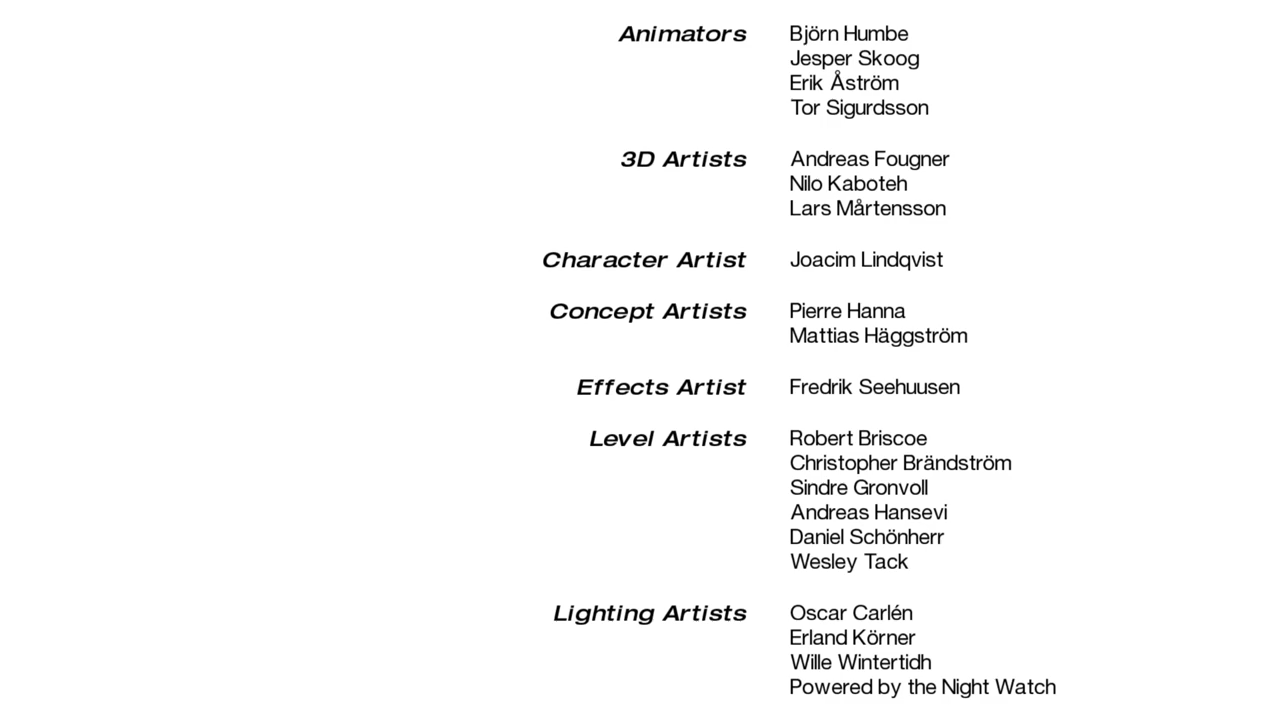 Animators Björn Humbe
Jesper Skoog
Erik Åström
Tor Sigurdsson
3D Artists Andreas Fougner
Nilo Kaboteh
Lars Mårtensson
Character Artist Joacim Lindqvist
Concept Artists Pierre Hanna
Mattias Häggström
Effects Artist Fredrik Seehuusen
Level Artists Robert Briscoe
Christopher Brändström
Sindre Gronvoll
Andreas Hansevi
Daniel Schönherr
Wesley Tack
Lighting Artists Oscar Carlén
Erland Körner
Wille Wintertidh
Powered by the Night Watch